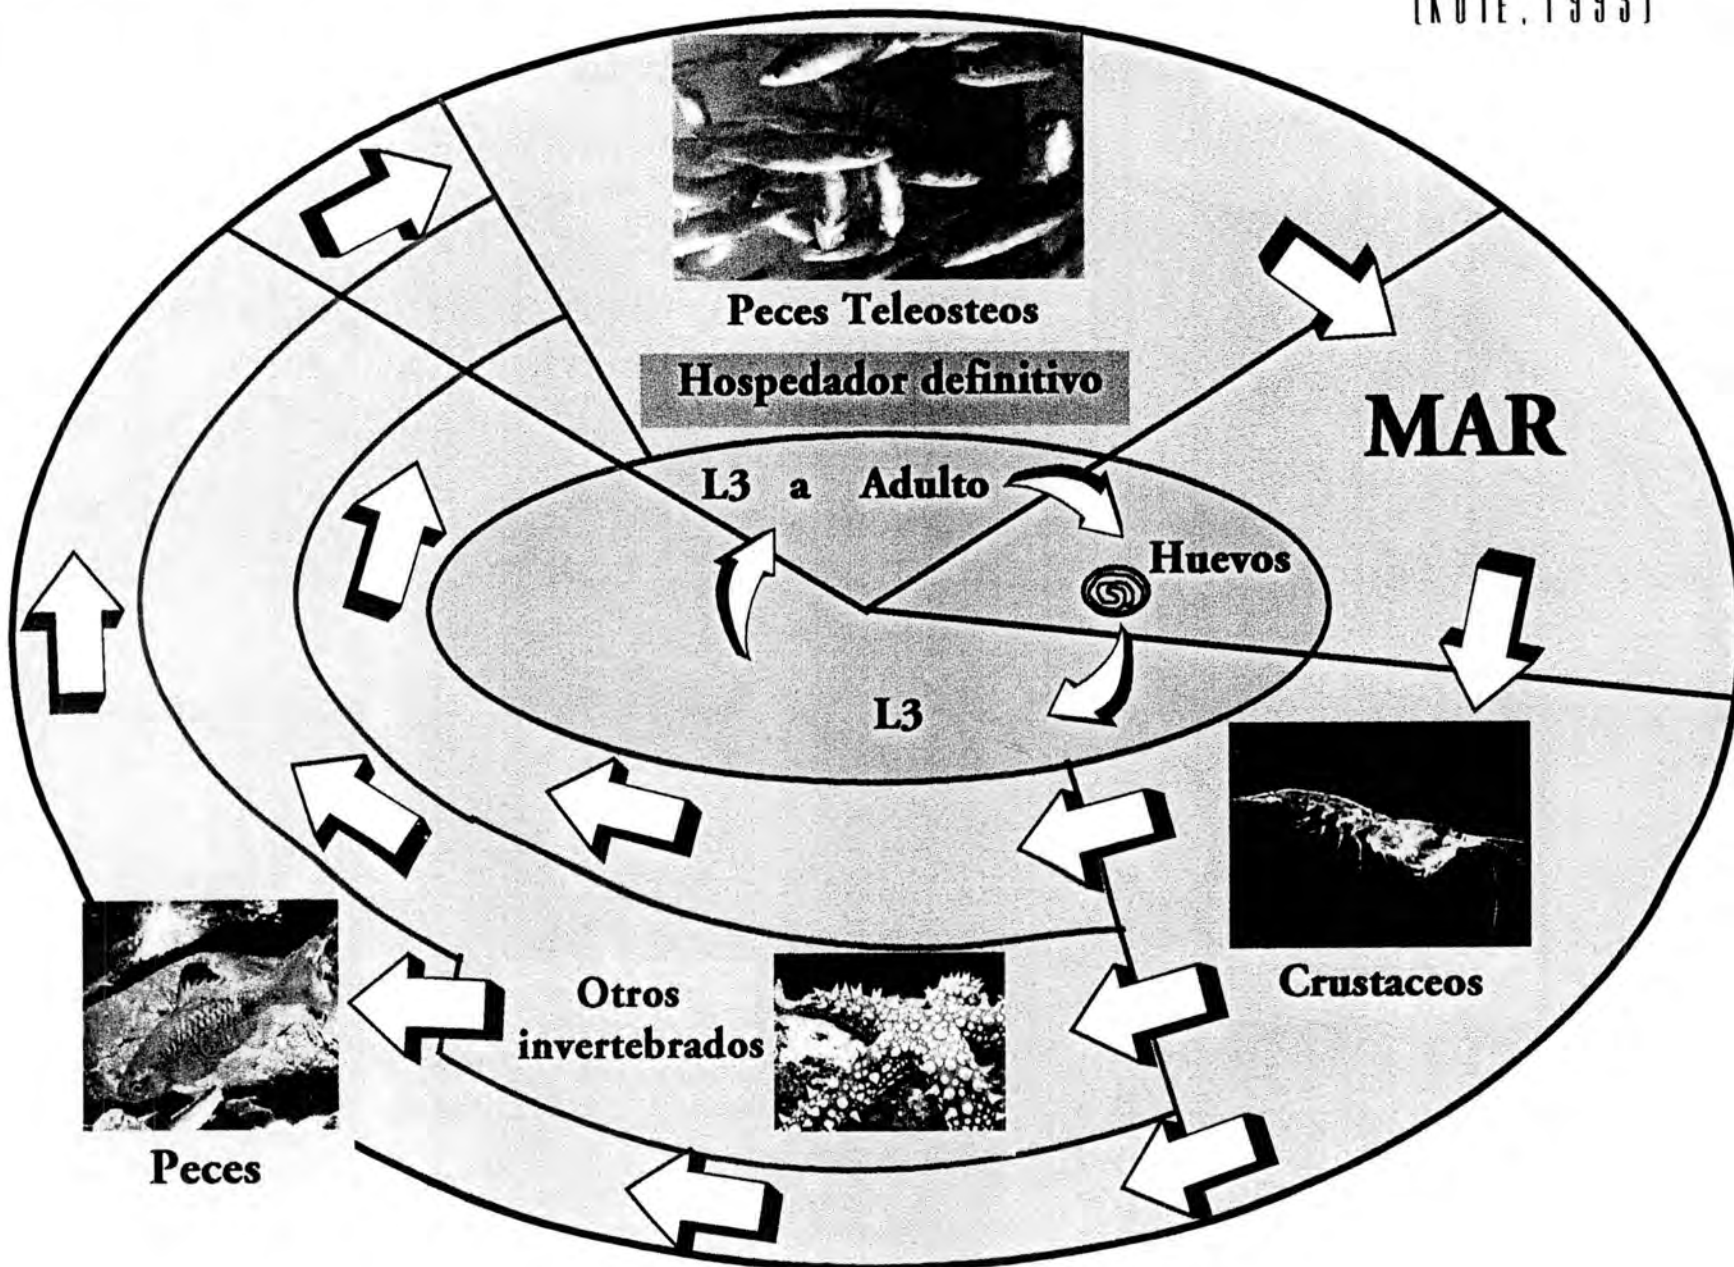 Peces Teleosteos
Hospedador definitivo
MAR
L3 a Adulto
Huevos
L3
Crustaceos
Otros
invertebrados
Peces